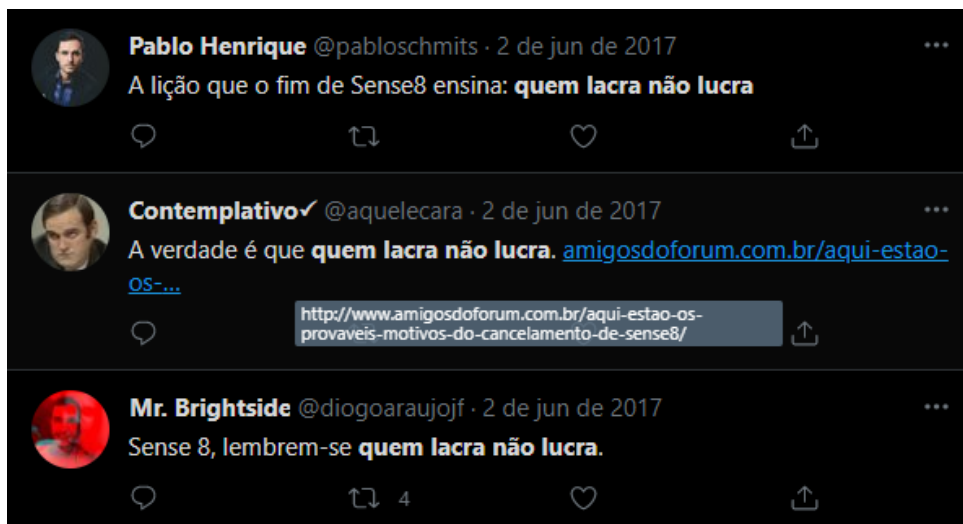 Pablo Henrique @pabloschmits · 2 de jun de 2017
A lição que o fim de Sense8 ensina: quem lacra não lucra
Contemplativo✓ @aquelecara · 2 de jun de 2017
A verdade é que quem lacra não lucra. amigosdoforum.com.br/aqui-estao-
os-...
http://www.amigosdoforum.com.br/aqui-estao-os-
provaveis-motivos-do-cancelamento-de-sense8/
Mr. Brightside @diogoaraujojf · 2 de jun de 2017
Sense 8, lembrem-se quem lacra não lucra.
4